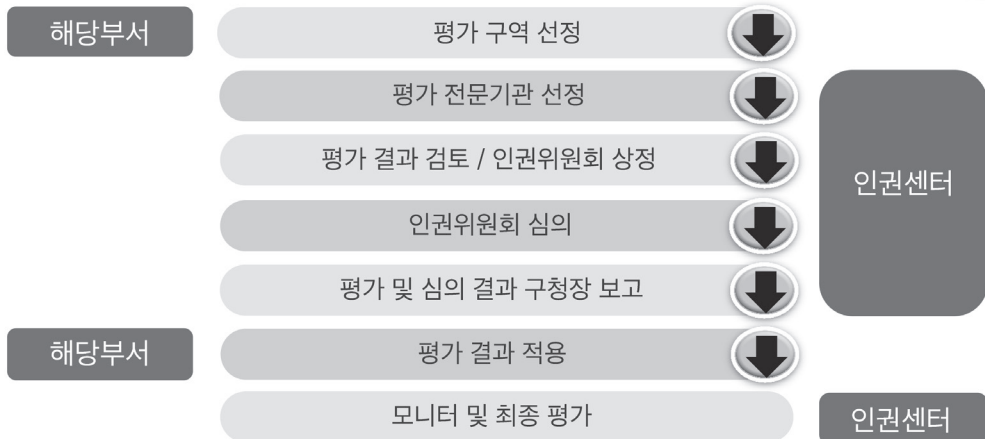 해당부서
평가 구역 선정
평가 전문기관 선정
평가 결과 검토 / 인권위원회 상정
인권센터
인권위원회 심의
평가 및 심의 결과 구청장 보고
해당부서
평가 결과 적용
모니터 및 최종 평가
인권센터